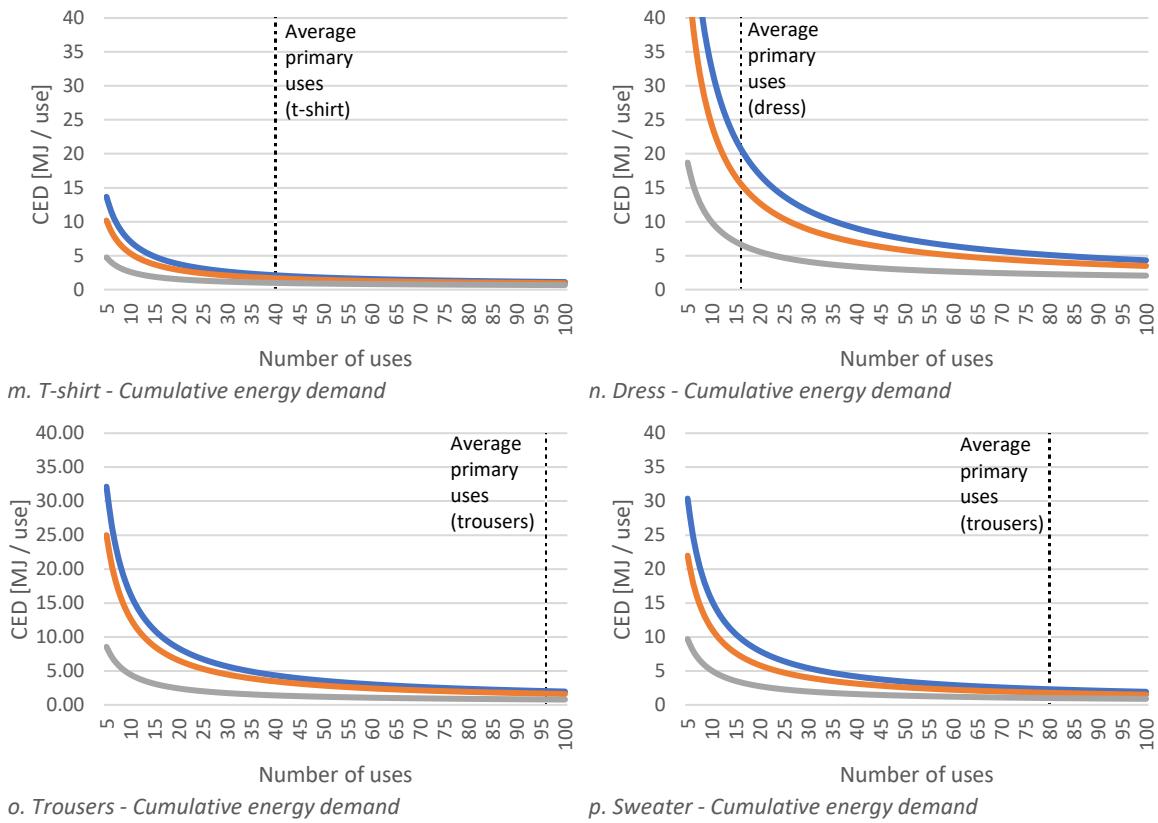 40
35
30
25
20
15
10
5
0
CED [MJ / use]
Average
primary
uses
(t-shirt)
5 10 15 20 25 30 35 40 45 50 55 60 65 70 75 80 85 90 95 100
Number of uses
m. T-shirt - Cumulative energy demand
40
35
30
25
20
15
10
5
0
CED [MJ / use]
Average
primary
uses
(dress)
5 10 15 20 25 30 35 40 45 50 55 60 65 70 75 80 85 90 95 100
Number of uses
n. Dress - Cumulative energy demand
40.00
35.00
30.00
25.00
20.00
15.00
10.00
5.00
0.00
CED [MJ / use]
Average
primary
uses
(trousers)
5 10 15 20 25 30 35 40 45 50 55 60 65 70 75 80 85 90 95 100
Number of uses
o. Trousers - Cumulative energy demand
40
35
30
25
20
15
10
5
0
CED [MJ / use]
Average
primary
uses
(trousers)
5 10 15 20 25 30 35 40 45 50 55 60 65 70 75 80 85 90 95 100
Number of uses
p. Sweater - Cumulative energy demand